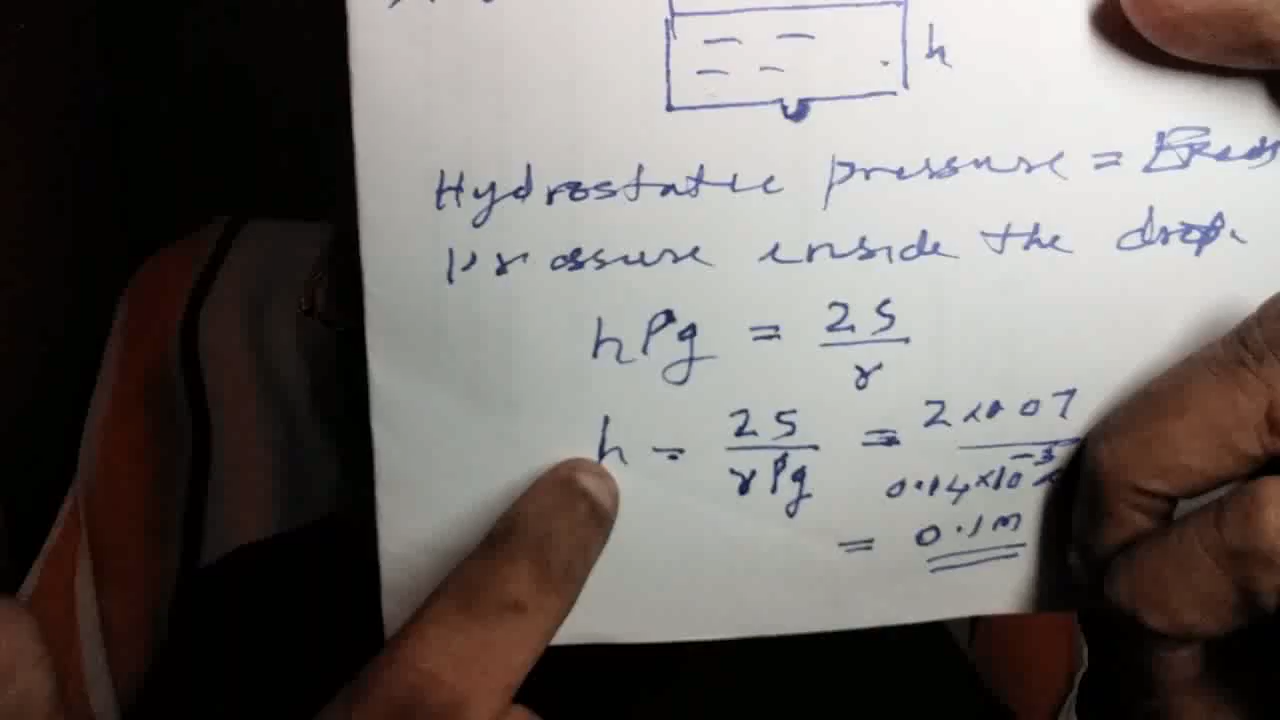 h
Hydrostatic pressure = Excess
pressure inside the drop.
hρg = 2S/r
h = 2S/rρg = 2×0.07/0.14×10⁻³×
= 0.1m